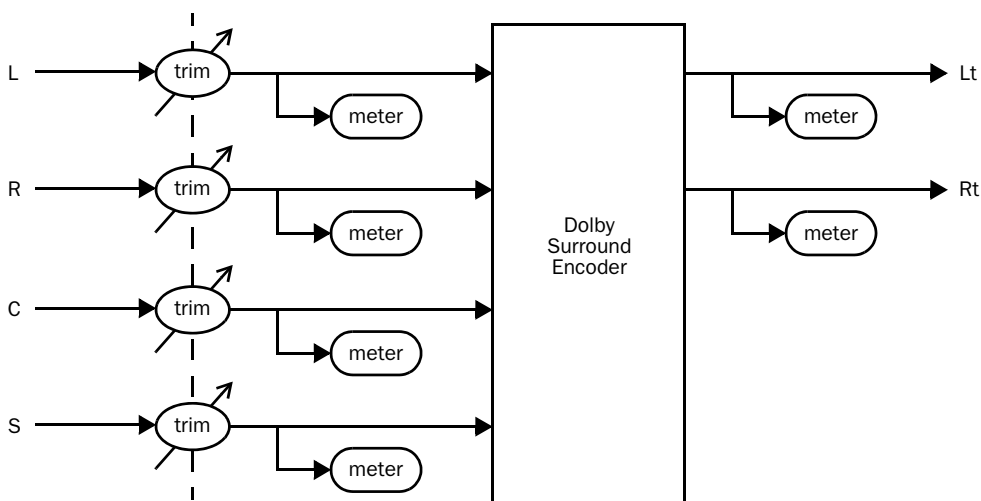 L
trim
meter
Lt
meter
R
trim
meter
Rt
meter
Dolby
Surround
Encoder
C
trim
meter
S
trim
meter